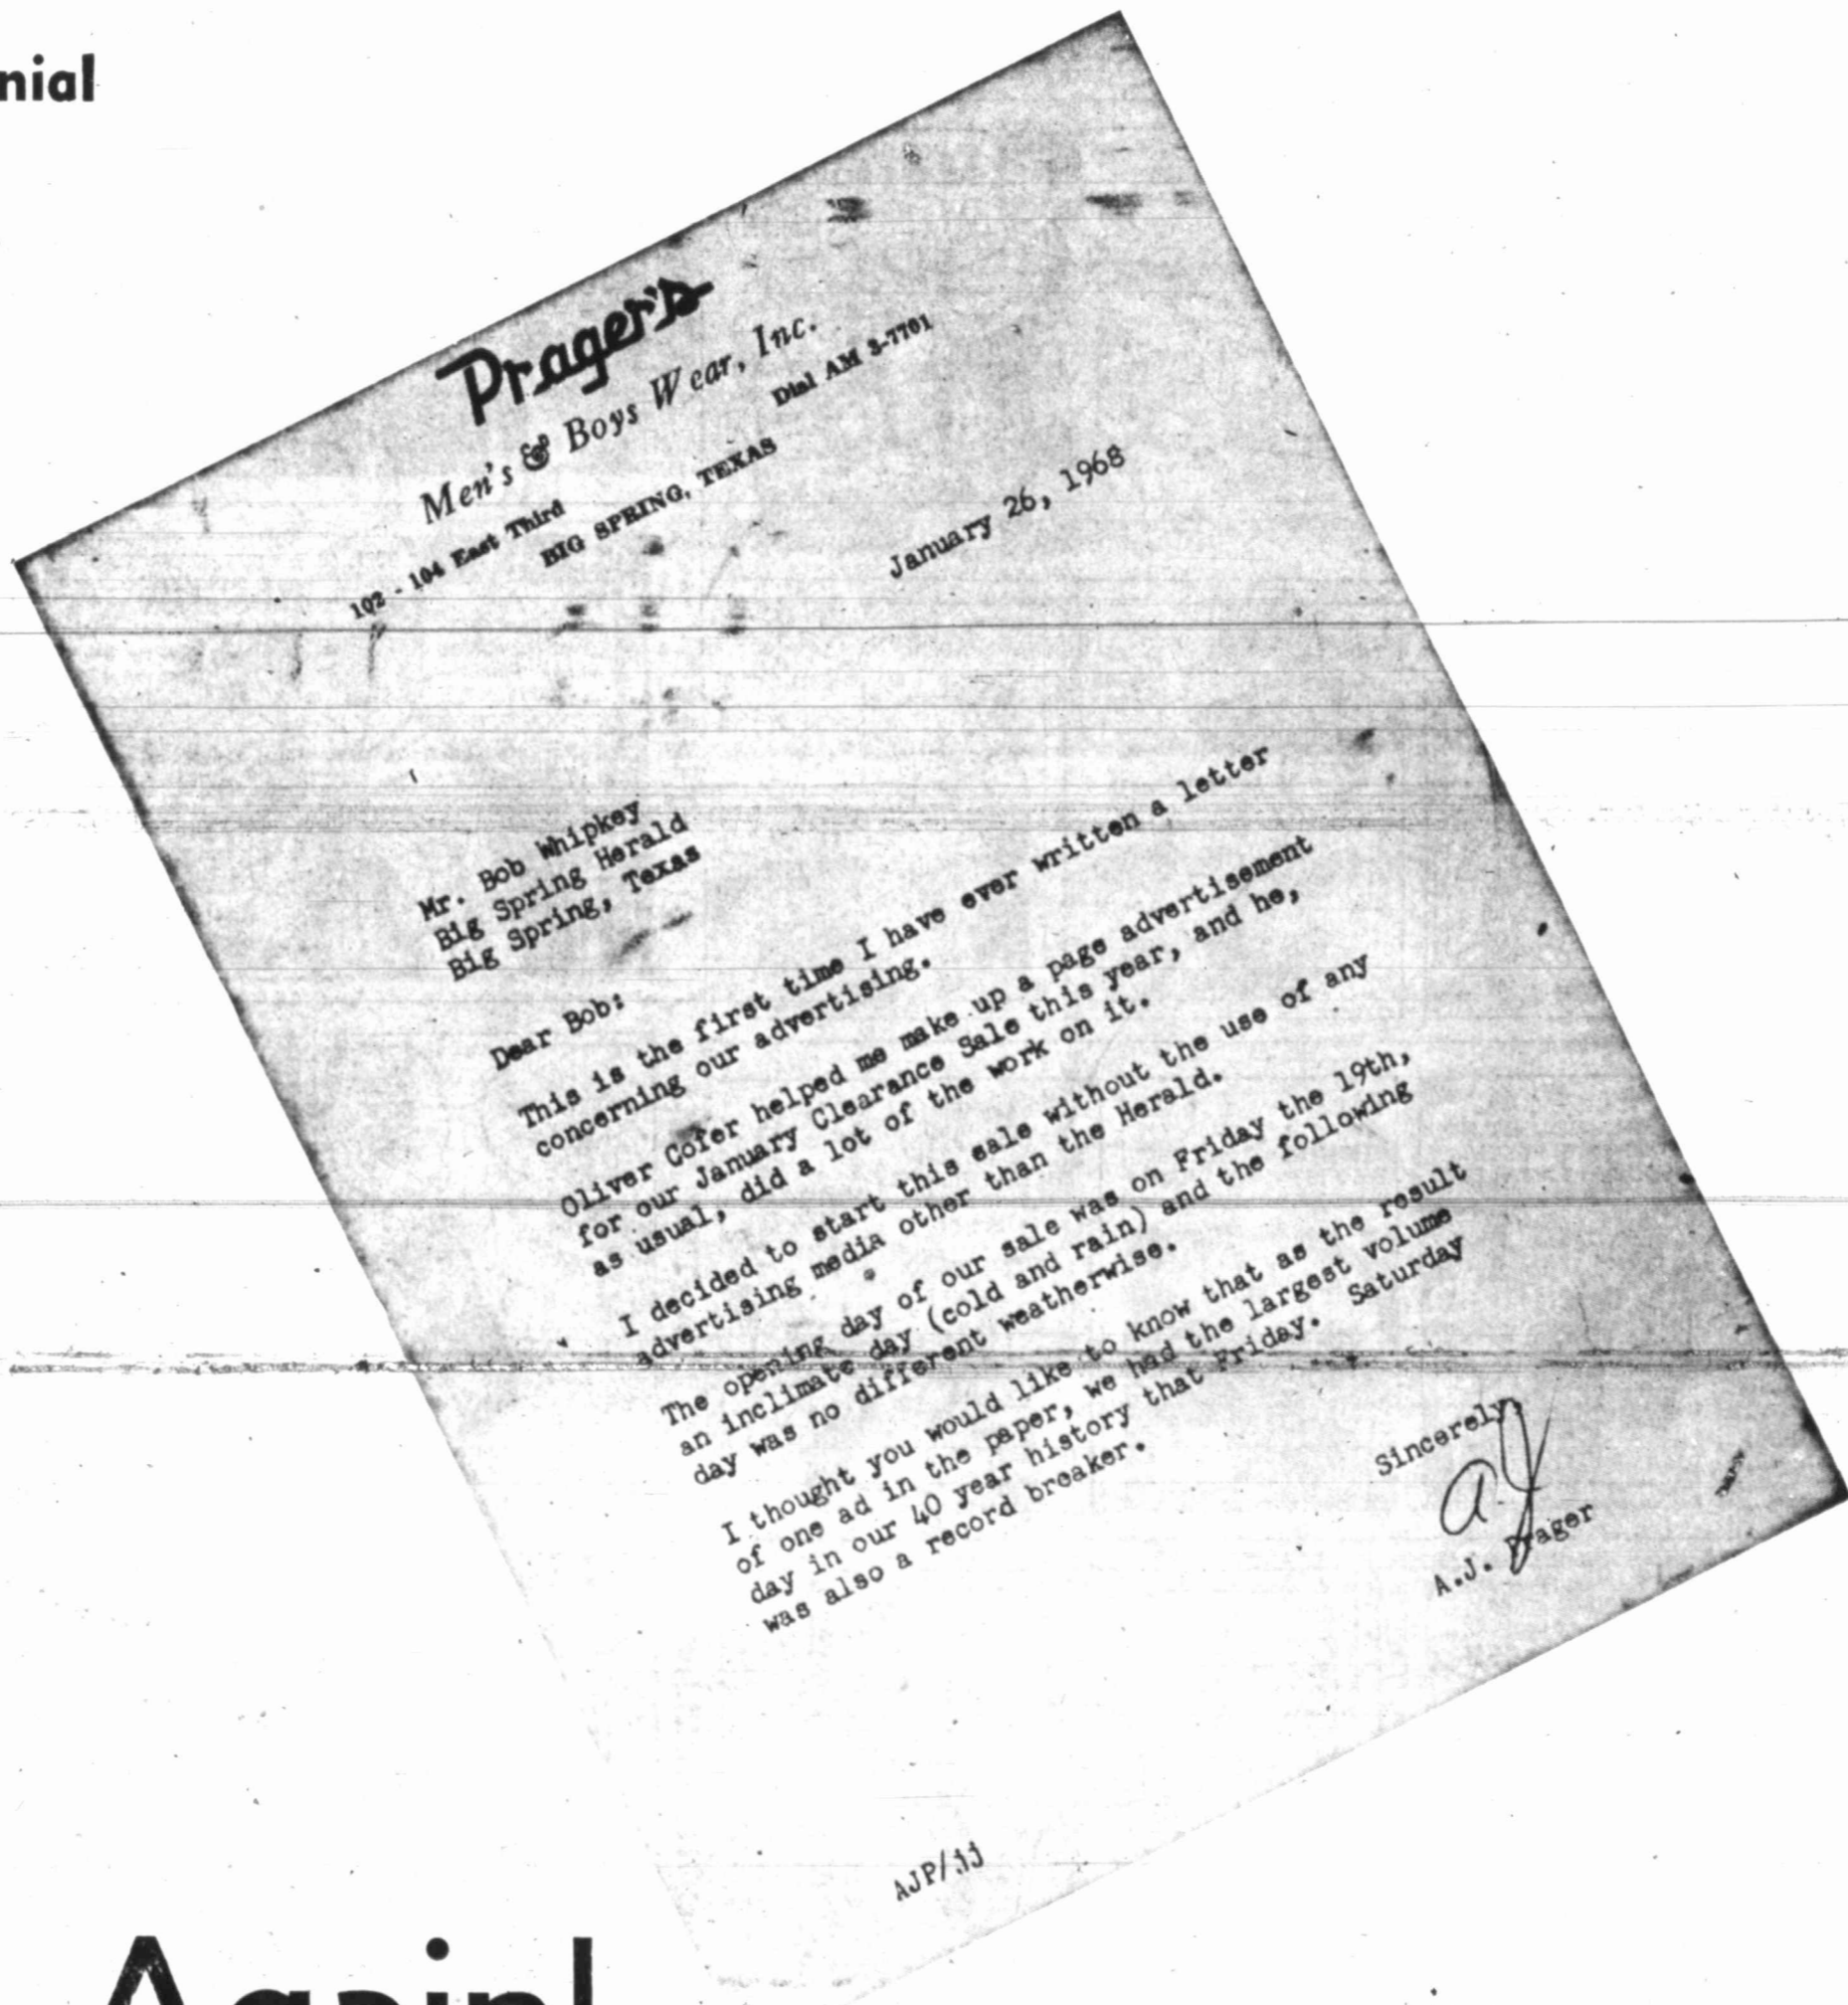 nial
Prager's
Men's & Boys Wear, Inc.
102 - 104 East Third
Dial AM 3-7701
BIG SPRING, TEXAS
January 26, 1968
Mr. Bob Whipkey
Big Spring Herald
Big Spring, Texas
Dear Bob:
This is the first time I have ever written a letter
concerning our advertising.
Oliver Cofer helped me make up a page advertisement
for our January Clearance Sale this year, and he,
as usual, did a lot of the work on it.
I decided to start this sale without the use of any
advertising media other than the Herald.
The opening day of our sale was on Friday the 19th,
an inclimate day (cold and rain) and the following
day was no different weatherwise.
I thought you would like to know that as the result
of one ad in the paper, we had the largest volume
day in our 40 year history that Friday. Saturday
was also a record breaker.
Sincerely,
AJ
A.J. Prager
AJP/jj
Again!